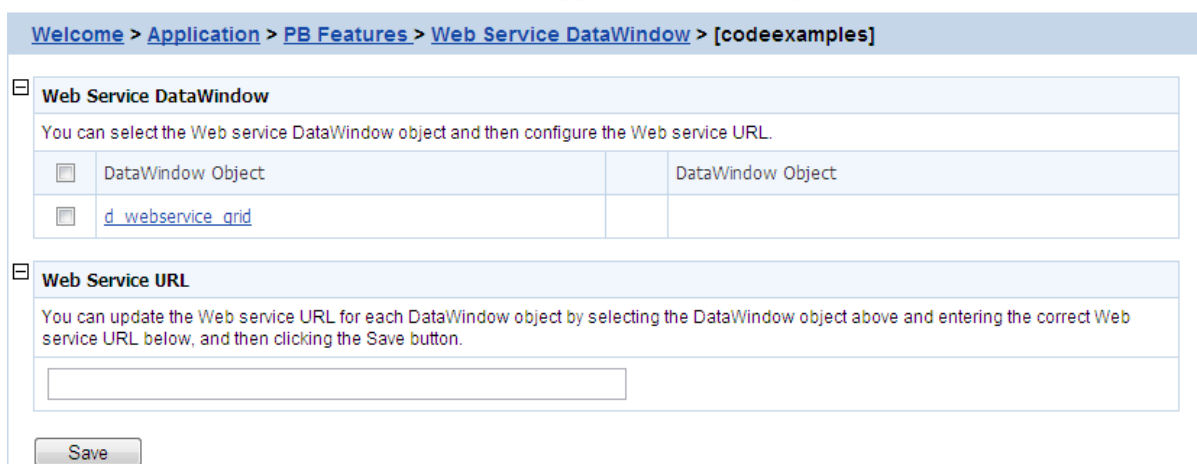 Welcome > Application > PB Features > Web Service DataWindow > [codeexamples]
Web Service DataWindow
You can select the Web service DataWindow object and then configure the Web service URL.
DataWindow Object DataWindow Object
d_webservice_grid
Web Service URL
You can update the Web service URL for each DataWindow object by selecting the DataWindow object above and entering the correct Web
service URL below, and then clicking the Save button.
Save